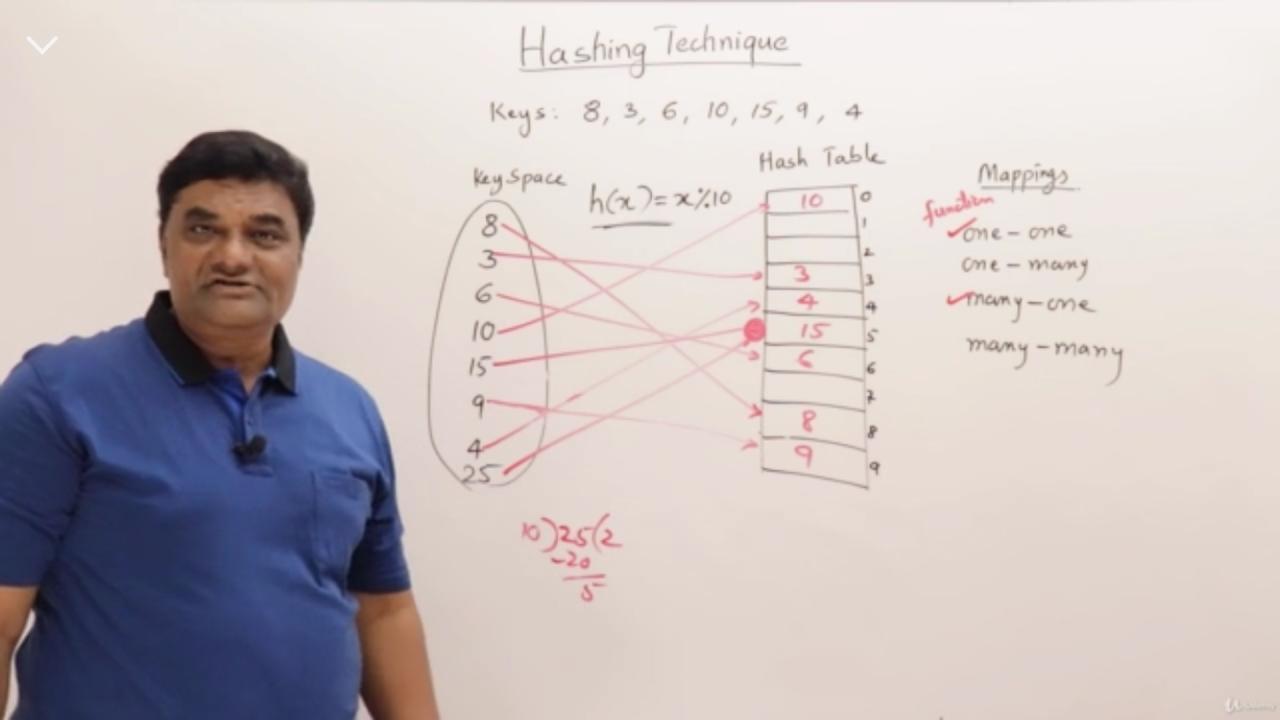 Hashing Technique
Keys: 8, 3, 6, 10, 15, 9, 4
Key Space
h(x) = x%10
8
3
6
10
15
9
4
25
Hash Table
10 0
1
2
3 3
4 4
15 5
6 6
7
8 8
9 9
Mappings
function
one-one
one-many
many-one
many-many
10)25(2
-20
5
Udemy